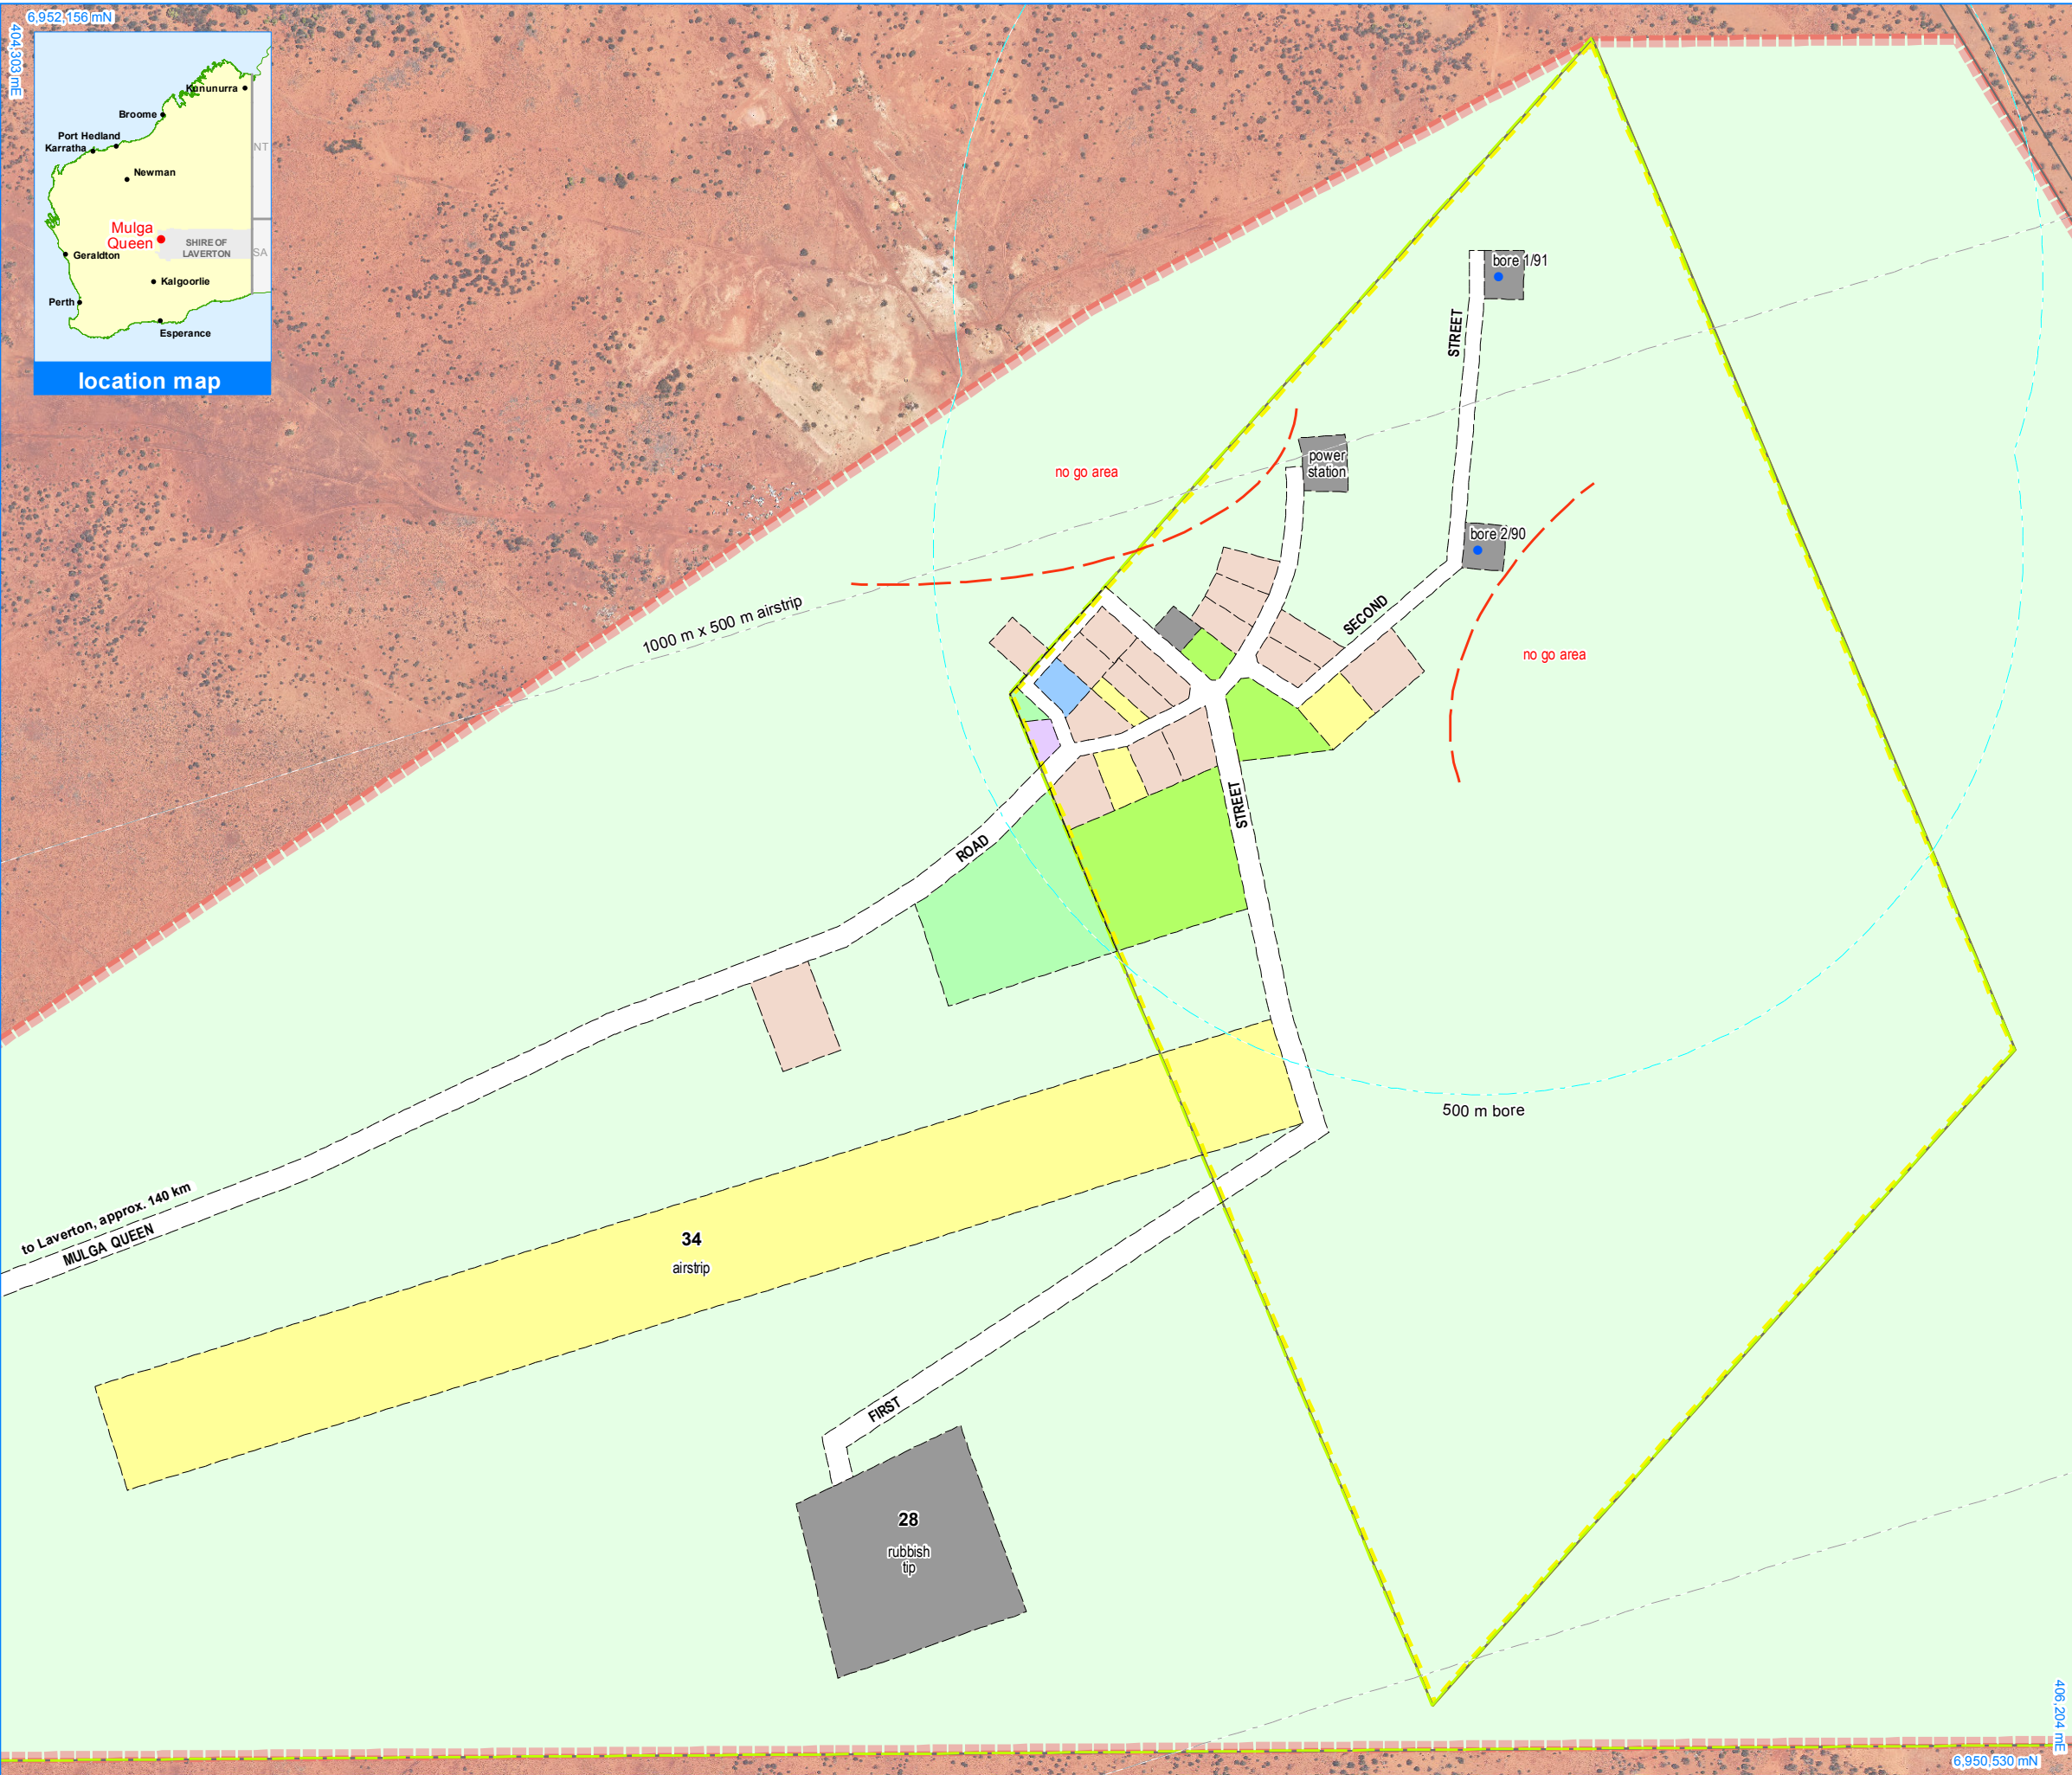 6,952,156 mN
404,303 mE
Kununurra
Broome
Port Hedland
Karratha
NT
Newman
Mulga
Queen
SHIRE OF
LAVERTON
SA
Geraldton
Kalgoorlie
Perth
Esperance
location map
bore 1/91
STREET
power
station
no go area
bore 2/90
1000 m x 500 m airstrip
SECOND
no go area
STREET
ROAD
500 m bore
to Laverton, approx. 140 km
MULGA QUEEN
34
airstrip
FIRST
28
rubbish
tip
406,204 mE
6,950,530 mN